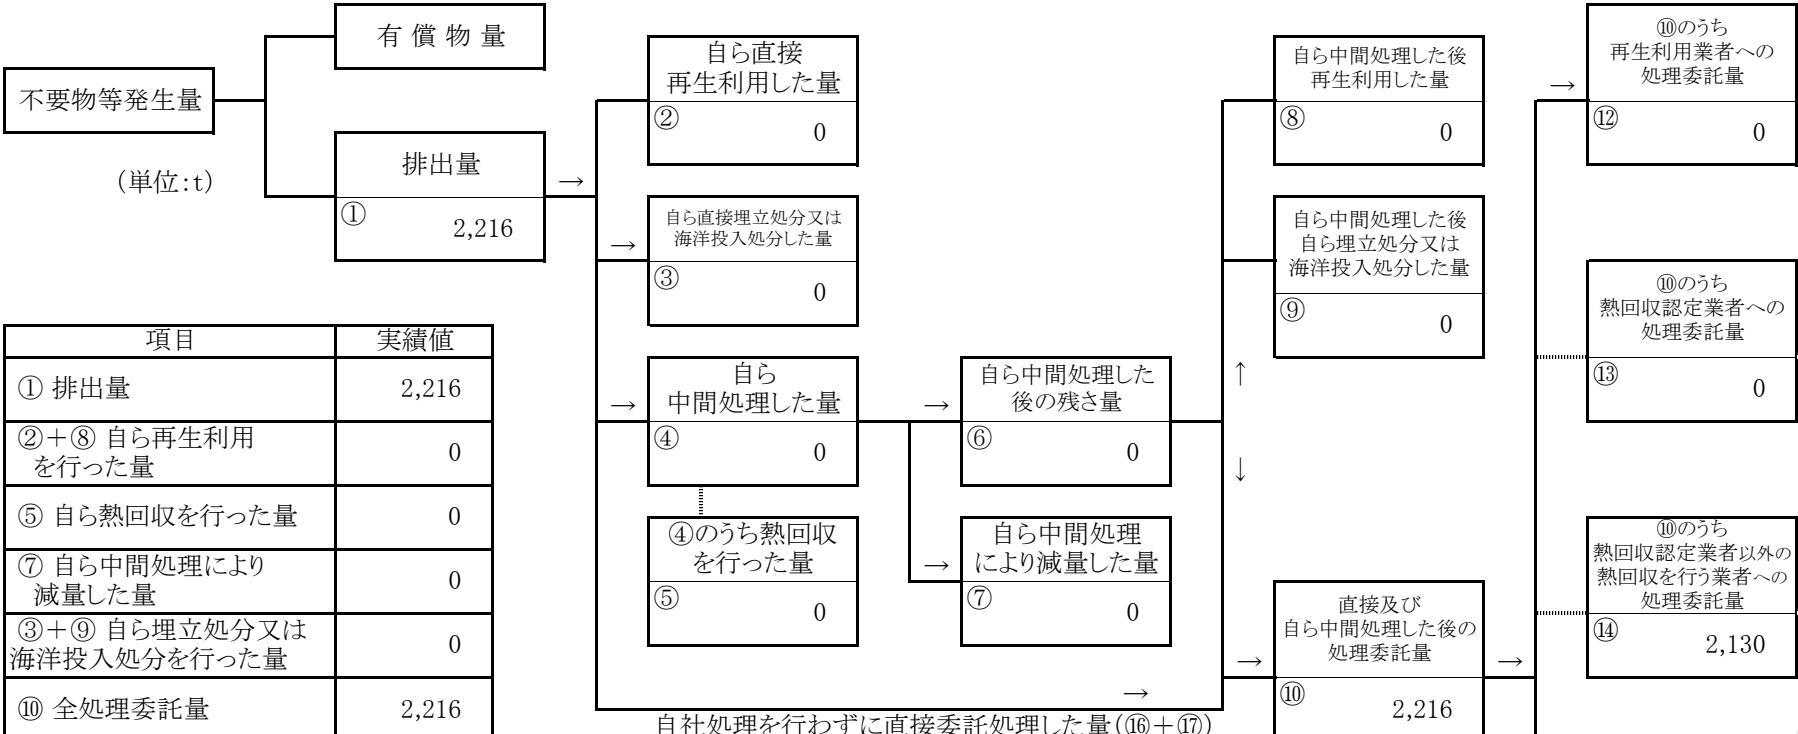 有 償 物 量
不要物等発生量
(単位:t)
排出量
①
2,216
→
自ら直接
再生利用した量
②
0
→
自ら直接埋立処分又は
海洋投入処分した量
③
0
→
自ら
中間処理した量
④
0
④のうち熱回収
を行った量
⑤
0
→
自ら中間処理した
後の残さ量
⑥
0
→
自ら中間処理
により減量した量
⑦
0
自ら中間処理した後
再生利用した量
⑧
0
自ら中間処理した後
自ら埋立処分又は
海洋投入処分した量
⑨
0
↑
↓
→
自社処理を行わずに直接委託処理した量(⑯+⑰)
→
直接及び
自ら中間処理した後の
処理委託量
⑩
2,216
→
→
⑩のうち
再生利用業者への
処理委託量
⑫
0
⑩のうち
熱回収認定業者への
処理委託量
⑬
0
⑩のうち
熱回収認定業者以外の
熱回収を行う業者への
処理委託量
⑭
2,130
項目 実績値
① 排出量 2,216
②+⑧ 自ら再生利用
を行った量 0
⑤ 自ら熱回収を行った量 0
⑦ 自ら中間処理により
減量した量 0
③+⑨ 自ら埋立処分又は
海洋投入処分を行った量 0
⑩ 全処理委託量 2,216